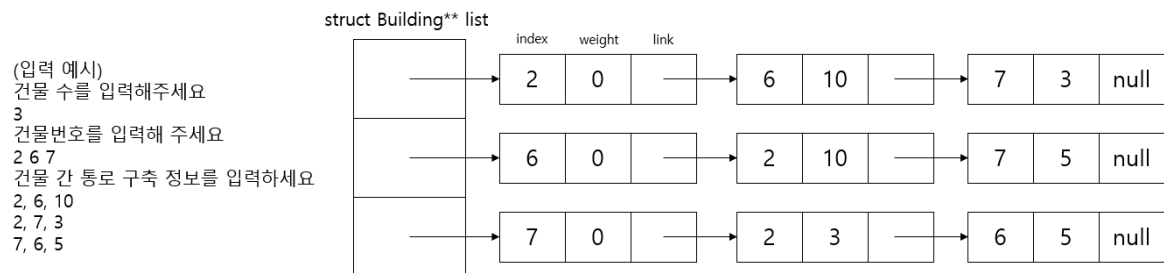 struct Building** list
(입력 예시)
건물 수를 입력해주세요
3
건물번호를 입력해 주세요
2 6 7
건물 간 통로 구축 정보를 입력하세요
2, 6, 10
2, 7, 3
7, 6, 5
index weight link
2 0 6 10 7 3 null
6 0 2 10 7 5 null
7 0 2 3 6 5 null